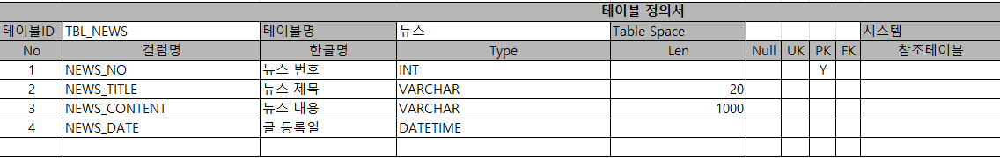 테이블 정의서
테이블ID TBL_NEWS 테이블명 뉴스 Table Space 시스템
No 컬럼명 한글명 Type Len Null UK PK FK 참조테이블
1 NEWS_NO 뉴스 번호 INT Y
2 NEWS_TITLE 뉴스 제목 VARCHAR 20
3 NEWS_CONTENT 뉴스 내용 VARCHAR 1000
4 NEWS_DATE 글 등록일 DATETIME